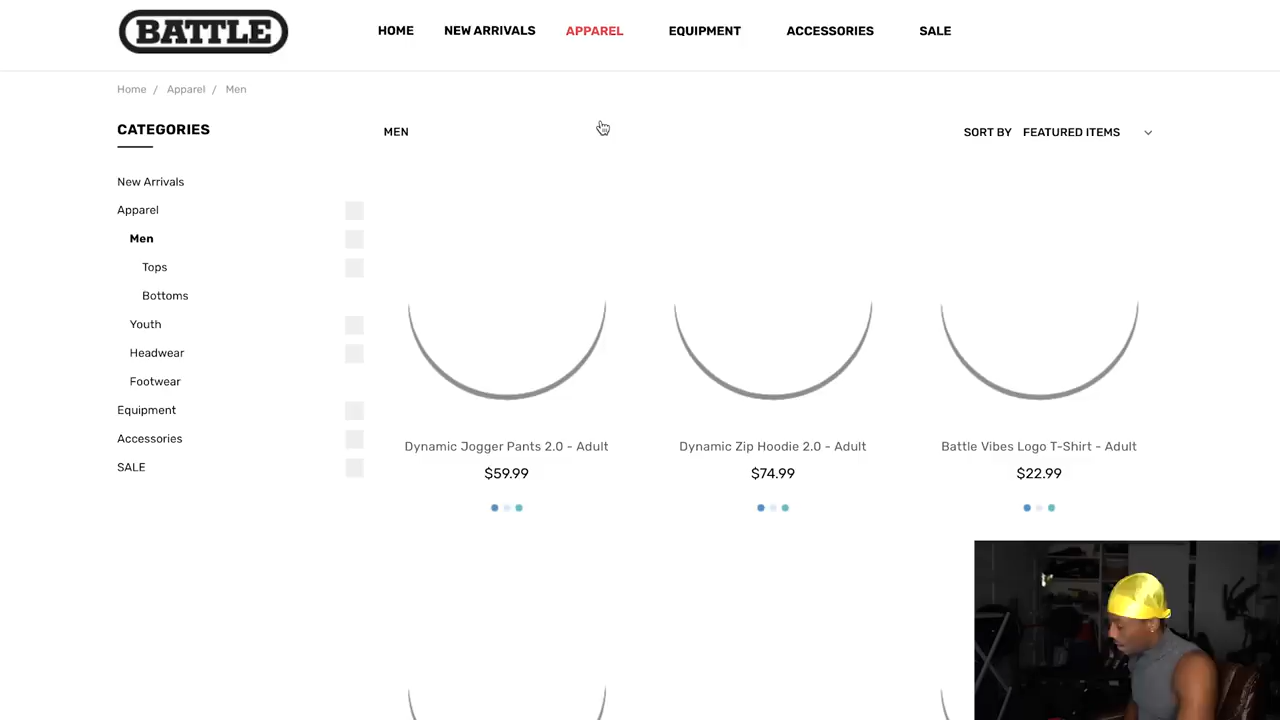 BATTLE
HOME NEW ARRIVALS APPAREL EQUIPMENT ACCESSORIES SALE
Home / Apparel / Men
CATEGORIES
New Arrivals
Apparel
Men
Tops
Bottoms
Youth
Headwear
Footwear
Equipment
Accessories
SALE
MEN
SORT BY FEATURED ITEMS
Dynamic Jogger Pants 2.0 - Adult
$59.99
Dynamic Zip Hoodie 2.0 - Adult
$74.99
Battle Vibes Logo T-Shirt - Adult
$22.99